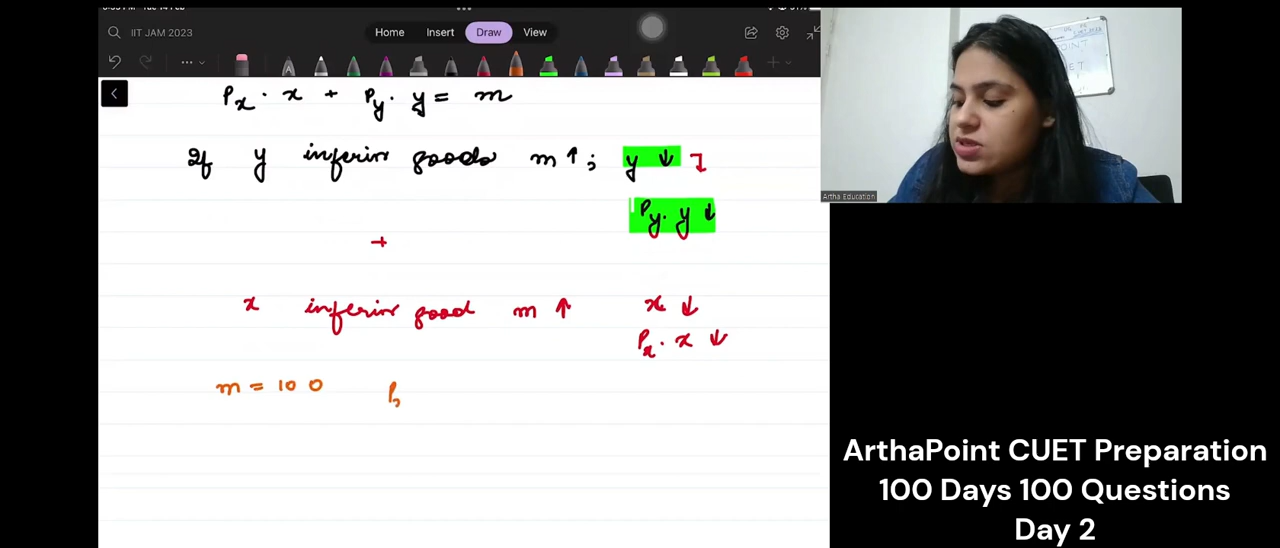 IIT JAM 2023
Home Insert Draw View
Px · x + Py · y = m
If y inferior goods m ↑ ; y ↓ ]
Py · y ↓
+
x inferior good m ↑ x ↓
Px · x ↓
m = 100 P
Artha Education
ArthaPoint CUET Preparation
100 Days 100 Questions
Day 2